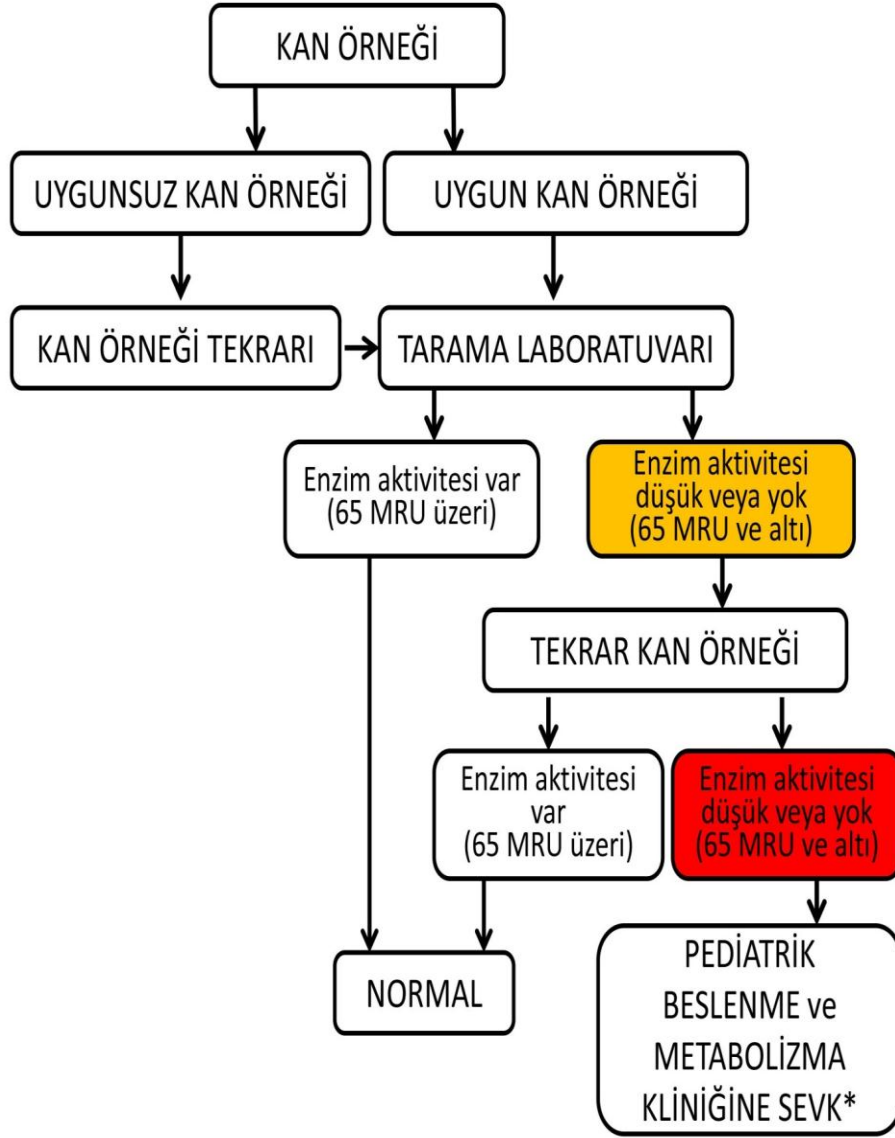 KAN ÖRNEĞİ
UYGUNSUZ KAN ÖRNEĞİ
UYGUN KAN ÖRNEĞİ
KAN ÖRNEĞİ TEKRARI
TARAMA LABORATUVARI
Enzim aktivitesi var
(65 MRU üzeri)
Enzim aktivitesi
düşük veya yok
(65 MRU ve altı)
TEKRAR KAN ÖRNEĞİ
Enzim aktivitesi
var
(65 MRU üzeri)
Enzim aktivitesi
düşük veya yok
(65 MRU ve altı)
NORMAL
PEDİATRİK
BESLENME ve
METABOLİZMA
KLİNİĞİNE SEVK*